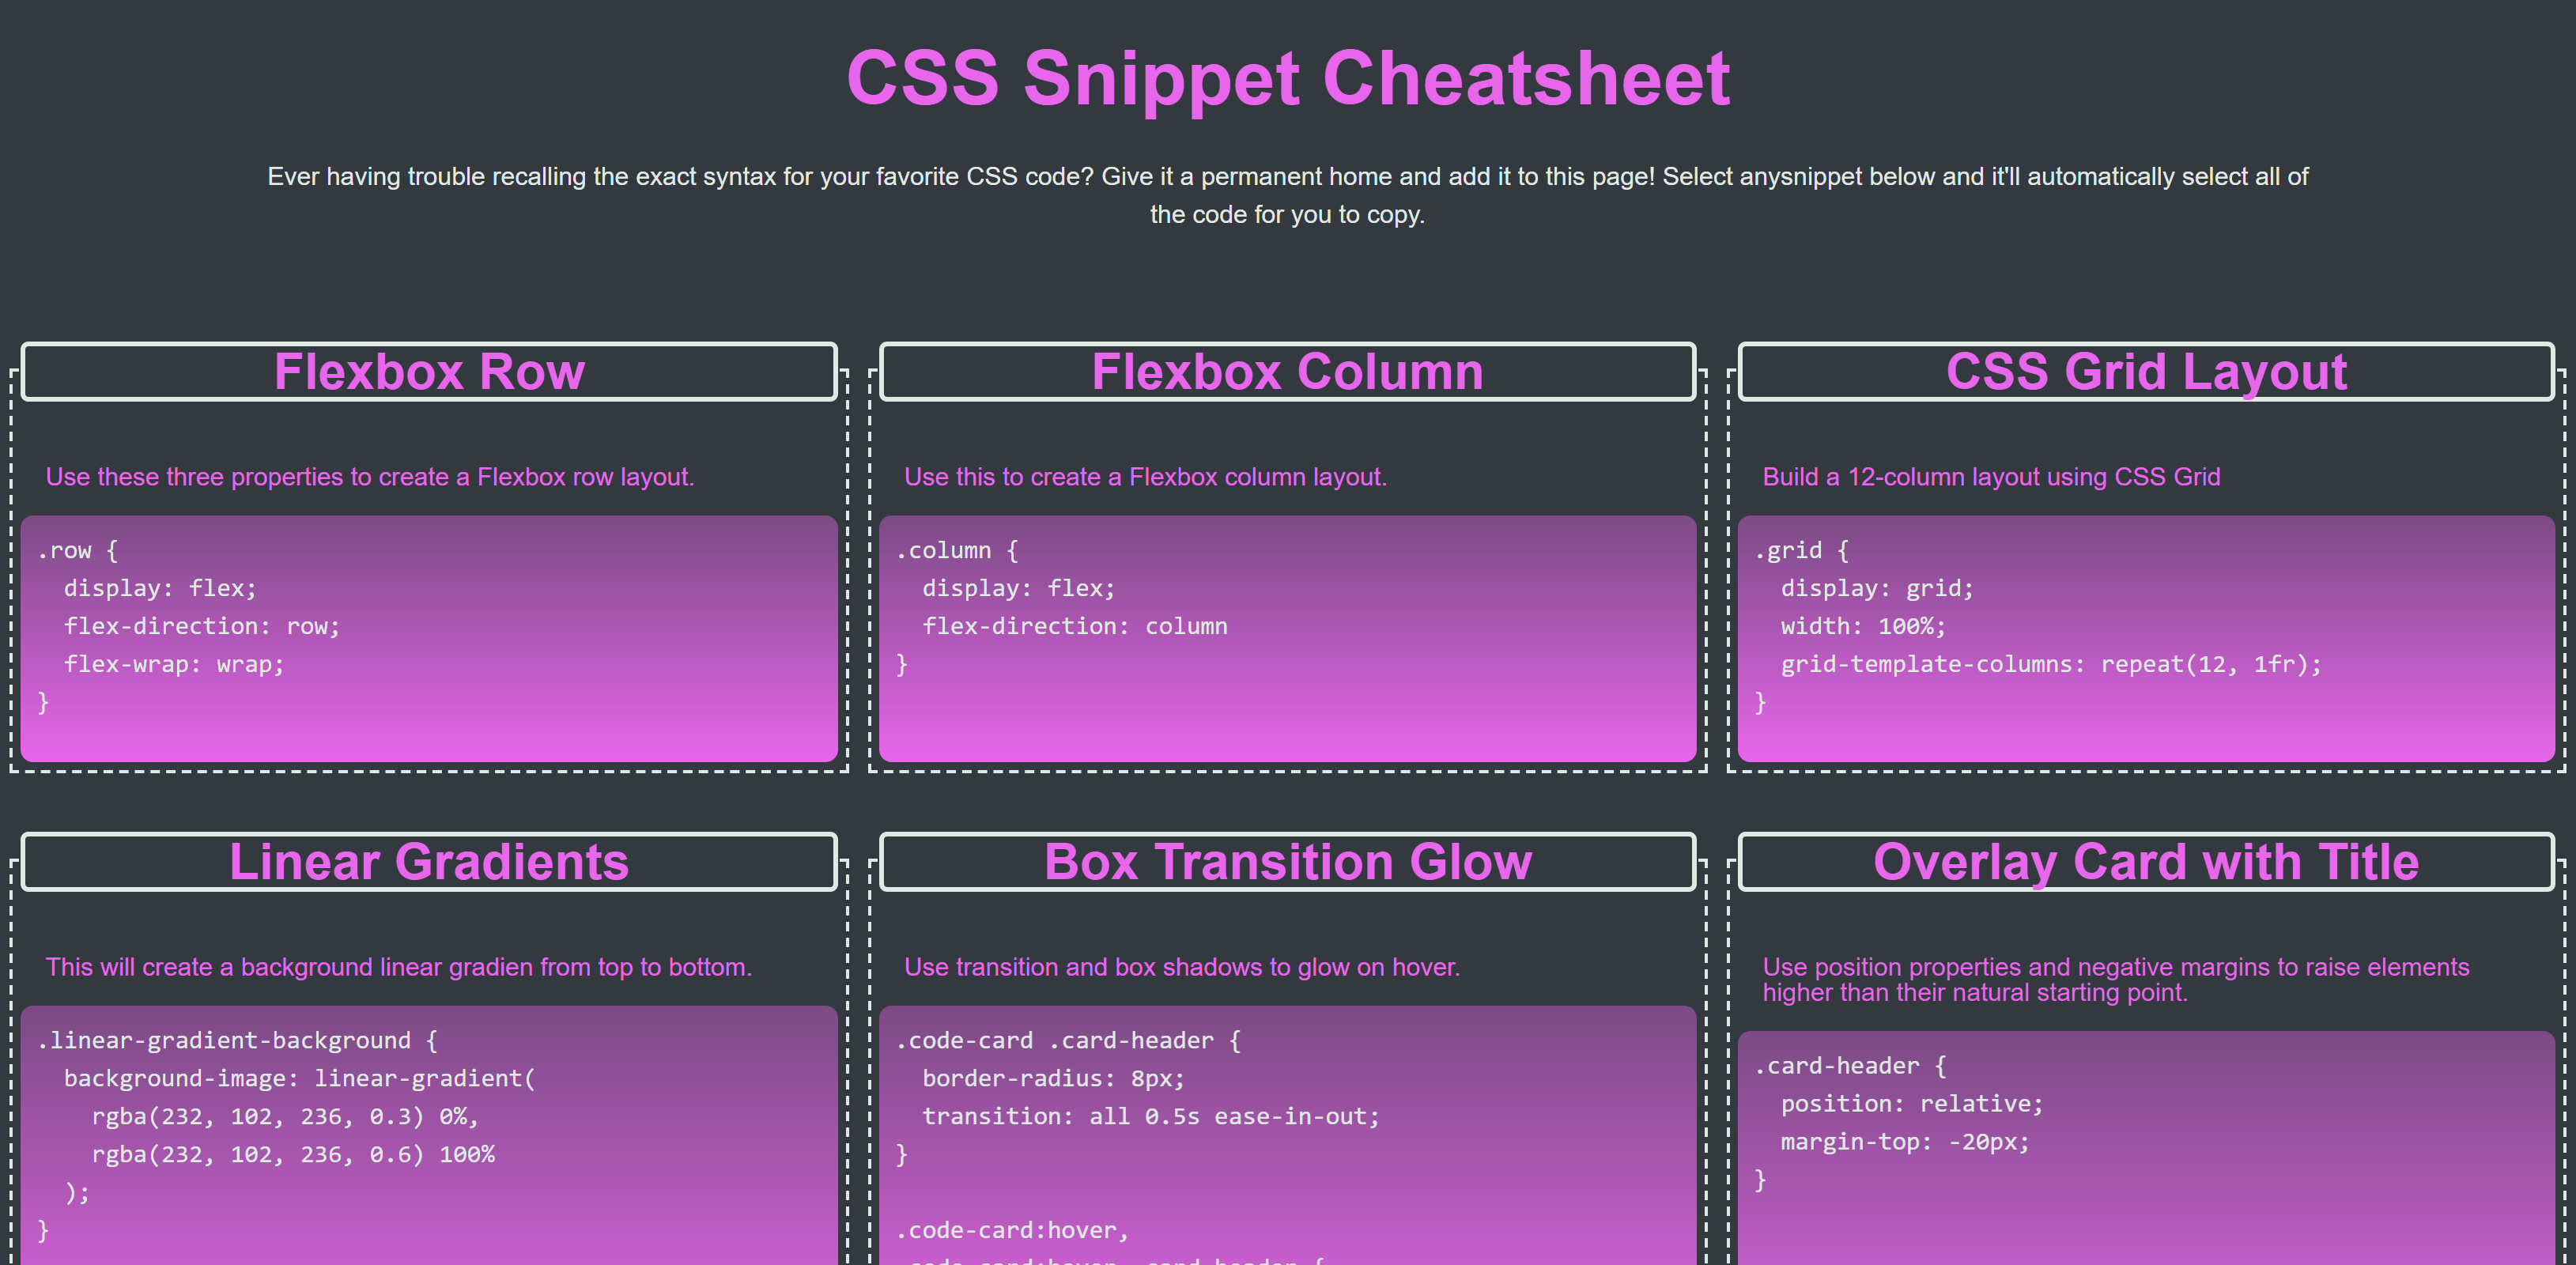 CSS Snippet Cheatsheet
Ever having trouble recalling the exact syntax for your favorite CSS code? Give it a permanent home and add it to this page! Select anysnippet below and it'll automatically select all of
the code for you to copy.
Flexbox Row
Use these three properties to create a Flexbox row layout.
.row {
  display: flex;
  flex-direction: row;
  flex-wrap: wrap;
}
Flexbox Column
Use this to create a Flexbox column layout.
.column {
  display: flex;
  flex-direction: column
}
CSS Grid Layout
Build a 12-column layout using CSS Grid
.grid {
  display: grid;
  width: 100%;
  grid-template-columns: repeat(12, 1fr);
}
Linear Gradients
This will create a background linear gradien from top to bottom.
.linear-gradient-background {
  background-image: linear-gradient(
    rgba(232, 102, 236, 0.3) 0%,
    rgba(232, 102, 236, 0.6) 100%
  );
}
Box Transition Glow
Use transition and box shadows to glow on hover.
.code-card .card-header {
  border-radius: 8px;
  transition: all 0.5s ease-in-out;
}
.code-card:hover,
.code-card:hover .card-header {
Overlay Card with Title
Use position properties and negative margins to raise elements
higher than their natural starting point.
.card-header {
  position: relative;
  margin-top: -20px;
}